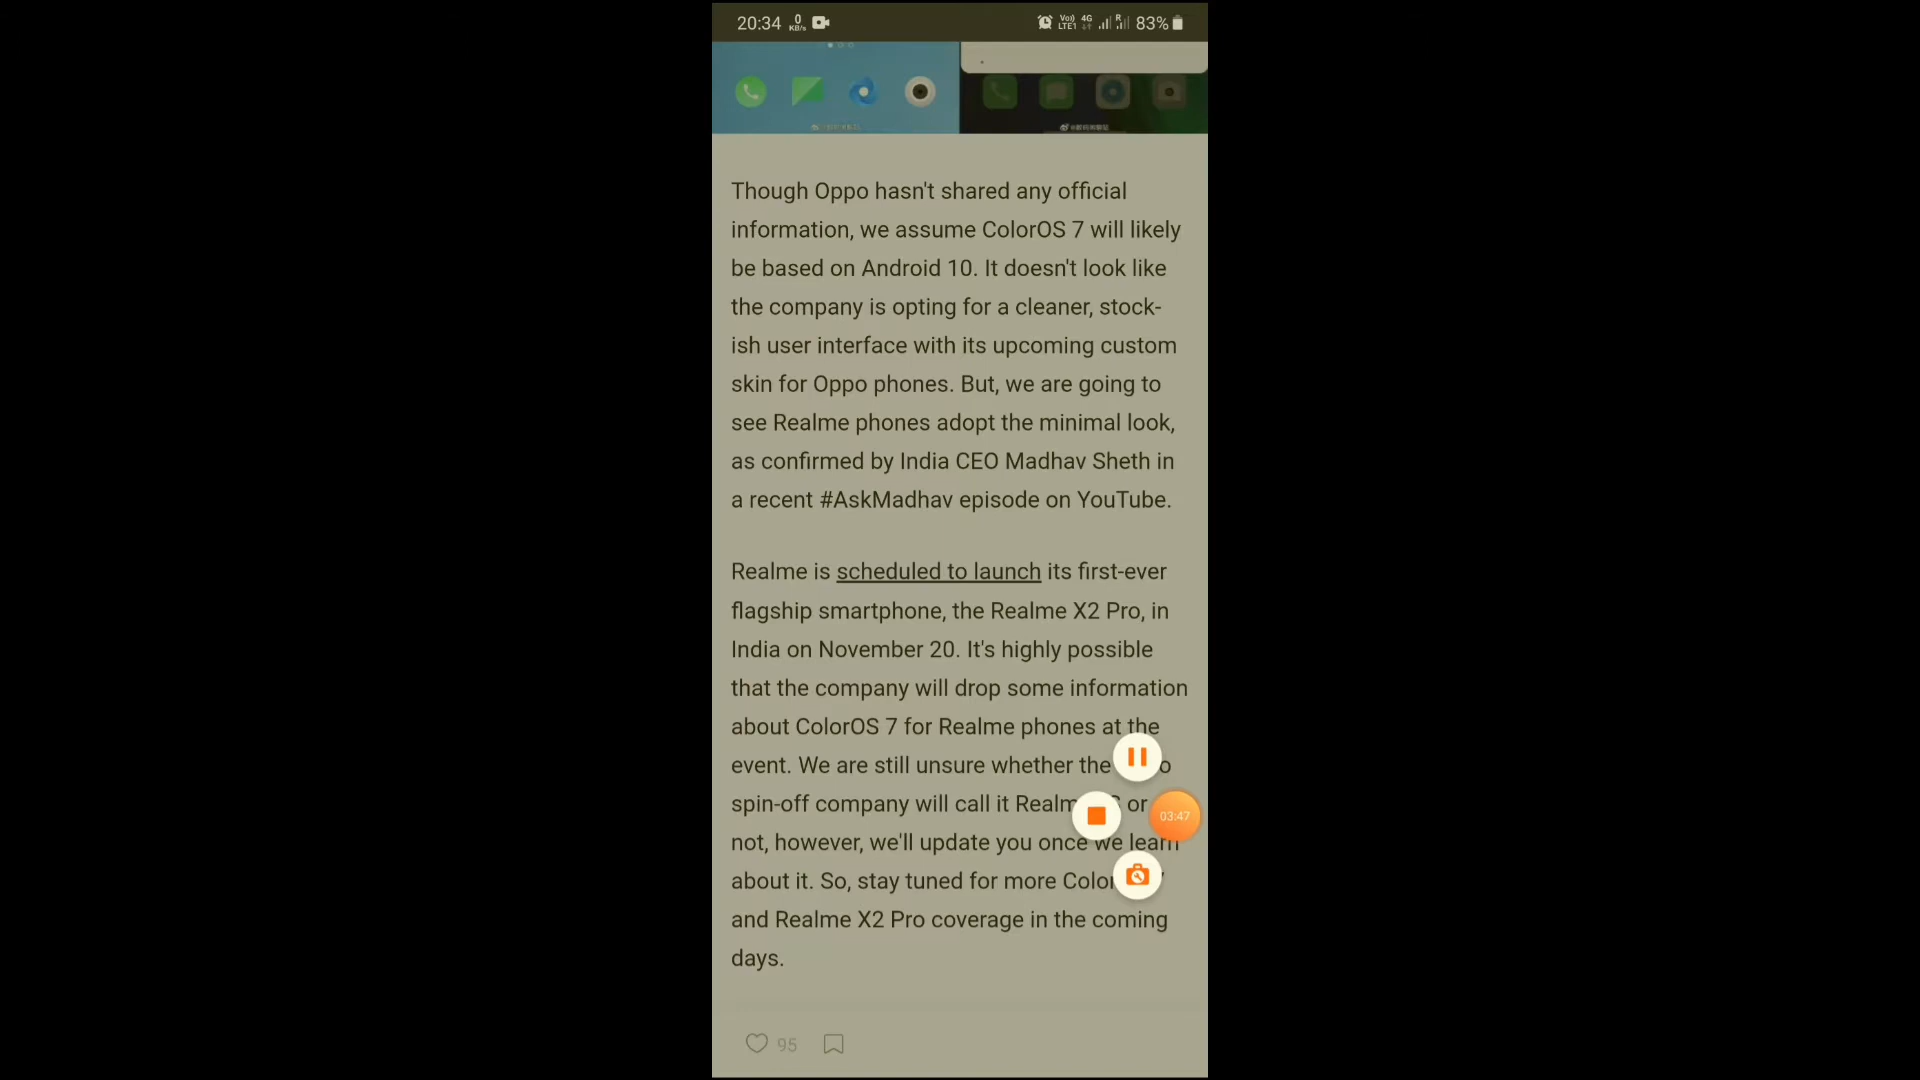 20:34 0 KB/s Vo) LTE1 4G R 83%
Though Oppo hasn't shared any official
information, we assume ColorOS 7 will likely
be based on Android 10. It doesn't look like
the company is opting for a cleaner, stock-
ish user interface with its upcoming custom
skin for Oppo phones. But, we are going to
see Realme phones adopt the minimal look,
as confirmed by India CEO Madhav Sheth in
a recent #AskMadhav episode on YouTube.
Realme is scheduled to launch its first-ever
flagship smartphone, the Realme X2 Pro, in
India on November 20. It's highly possible
that the company will drop some information
about ColorOS 7 for Realme phones at the
event. We are still unsure whether the
spin-off company will call it or
03:47
not, however, we'll update you once we learn
about it. So, stay tuned for more
and Realme X2 Pro coverage in the coming
days.
95